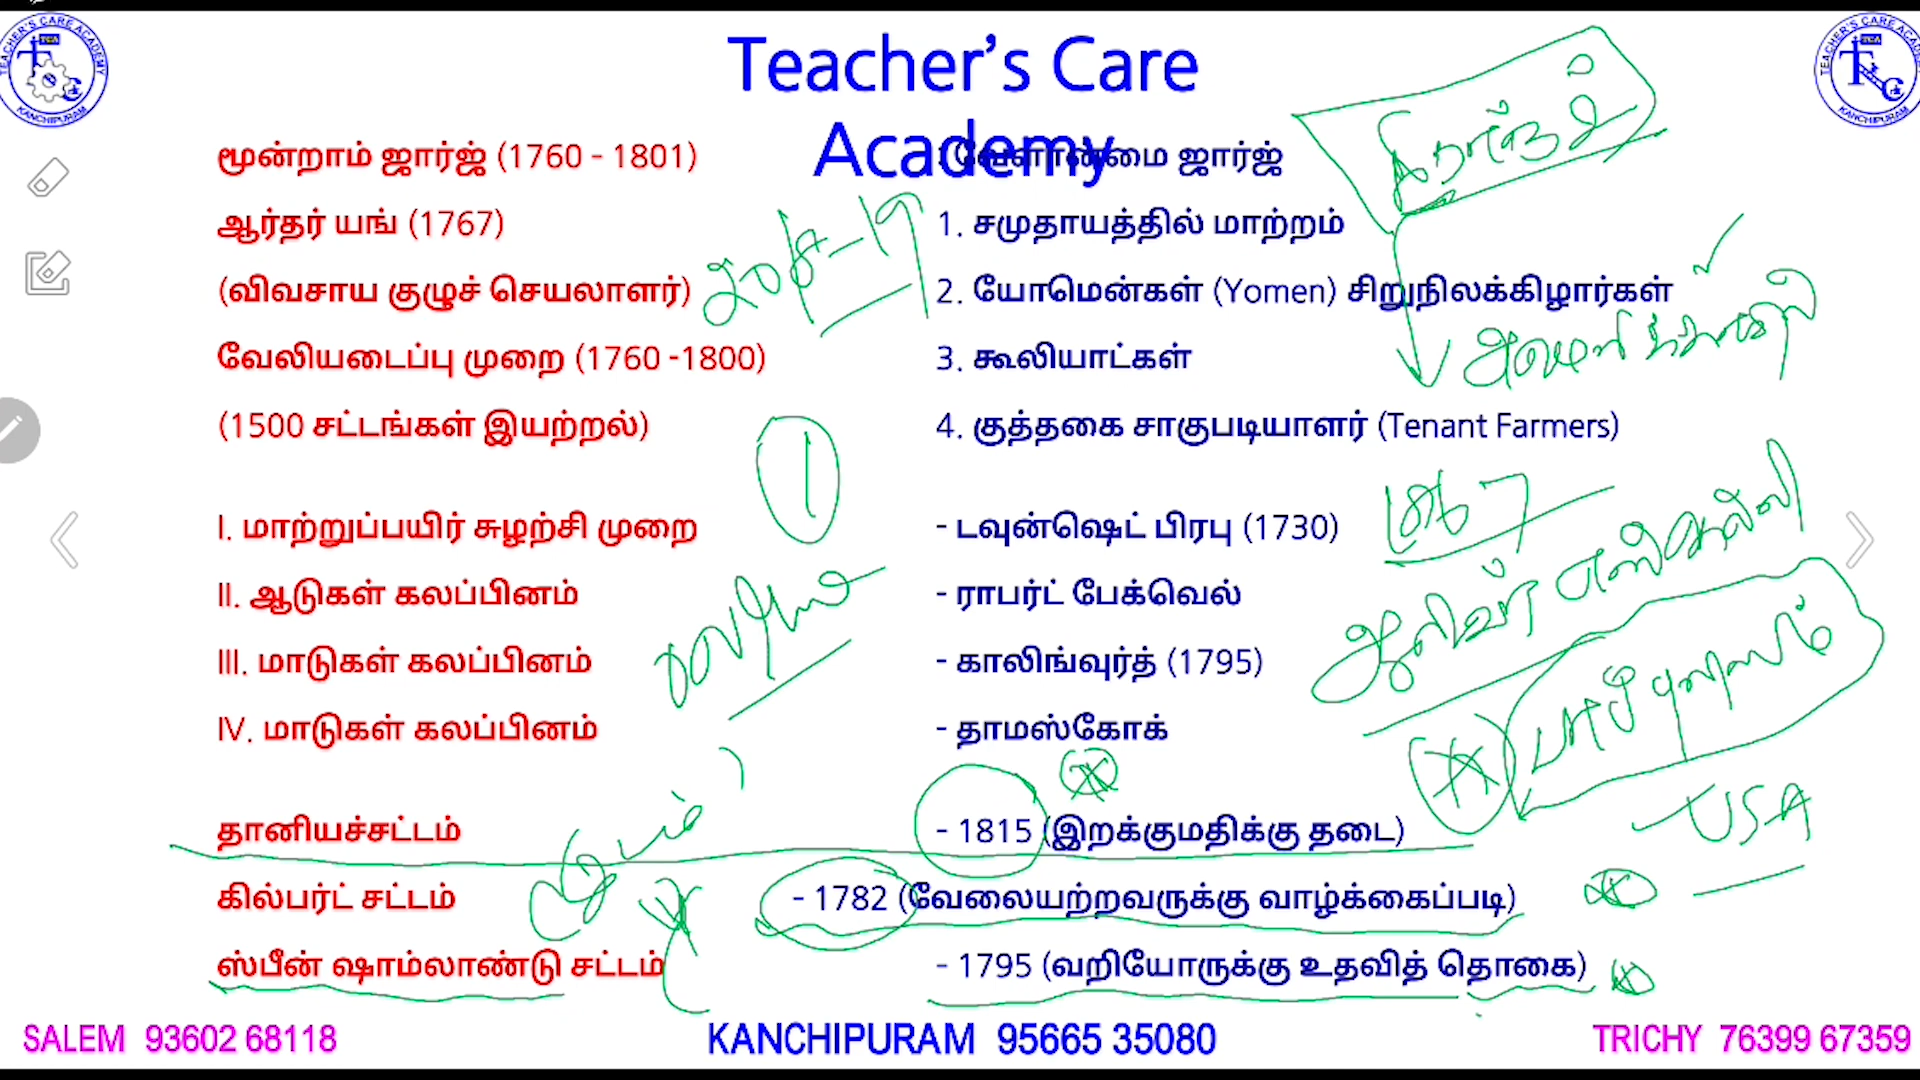 Teacher's Care
Academy
மூன்றாம் ஜார்ஜ் (1760 - 1801) - வேளாண்மை ஜார்ஜ்
ஆர்தர் யங் (1767) 1. சமுதாயத்தில் மாற்றம்
(விவசாய குழுச் செயலாளர்) 2. யோமென்கள் (Yomen) சிறுநிலக்கிழார்கள்
வேலியடைப்பு முறை (1760 -1800) 3. கூலியாட்கள்
(1500 சட்டங்கள் இயற்றல்) 4. குத்தகை சாகுபடியாளர் (Tenant Farmers)
I. மாற்றுப்பயிர் சுழற்சி முறை - டவுன்ஷெட் பிரபு (1730)
II. ஆடுகள் கலப்பினம் - ராபர்ட் பேக்வெல்
III. மாடுகள் கலப்பினம் - காலிங்வுர்த் (1795)
IV. மாடுகள் கலப்பினம் - தாமஸ்கோக்
USA
தானியச்சட்டம் - 1815 (இறக்குமதிக்கு தடை)
கில்பர்ட் சட்டம் - 1782 (வேலையற்றவருக்கு வாழ்க்கைப்படி)
ஸ்பீன் ஷாம்லாண்டு சட்டம் - 1795 (வறியோருக்கு உதவித் தொகை)
SALEM 93602 68118 KANCHIPURAM 95665 35080 TRICHY 76399 67359